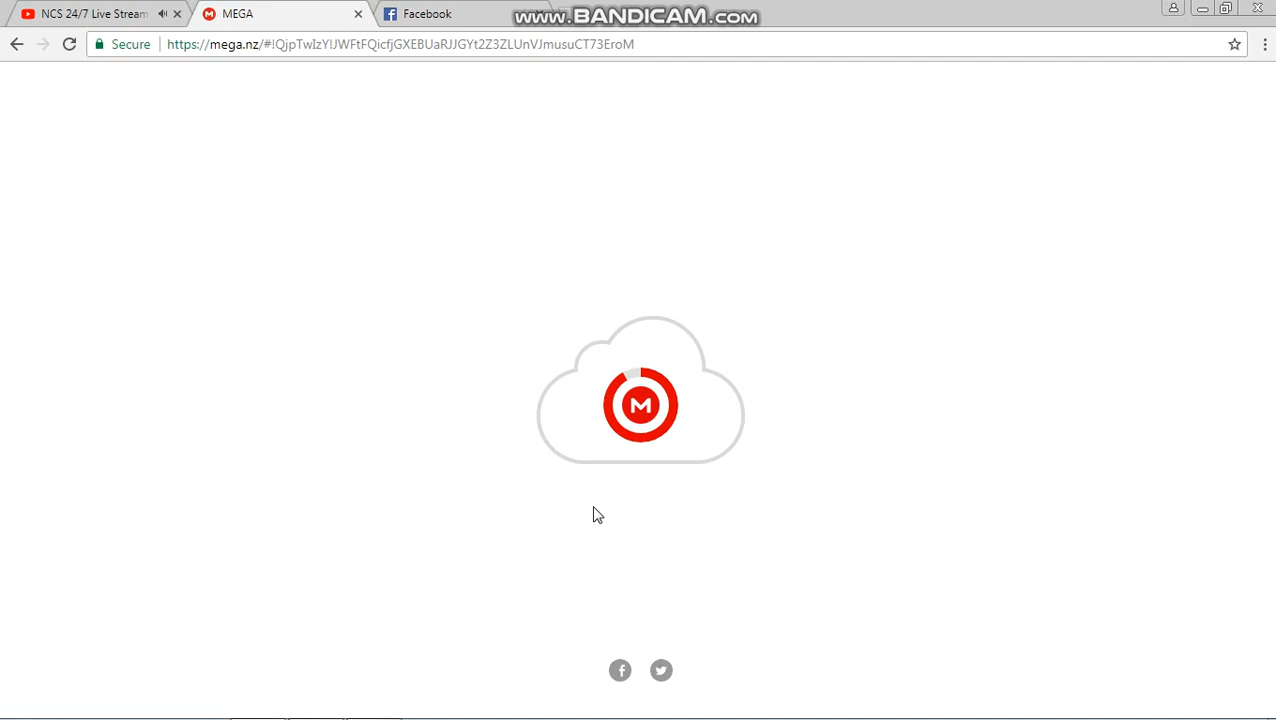 NCS 24/7 Live Stream
MEGA
Facebook
www.BANDICAM.com
Secure
https://mega.nz/#!QjpTwIzY!JWFtFQicfjGXEBUaRJJGYt2Z3ZLUnVJmusuCT73EroM